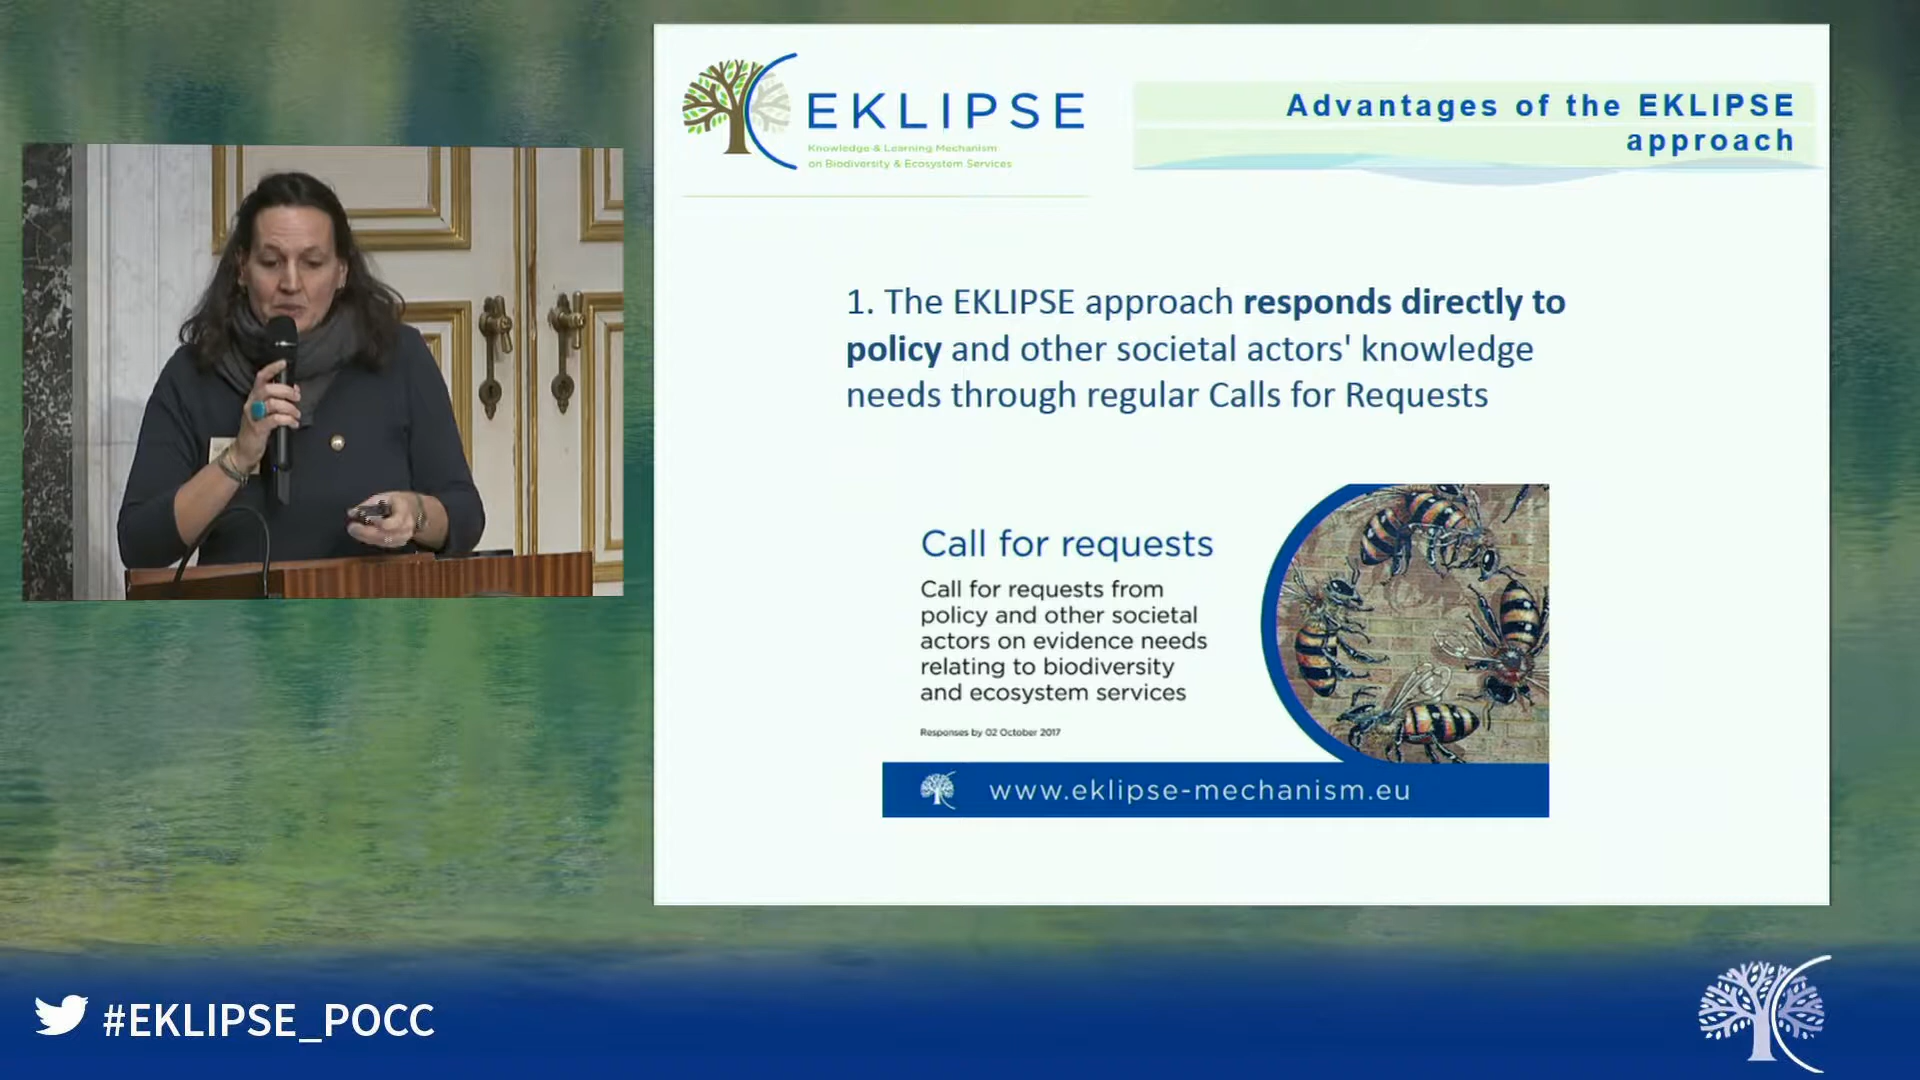 EKLIPSE
Knowledge & Learning Mechanism
on Biodiversity & Ecosystem Services
Advantages of the EKLIPSE
approach
1. The EKLIPSE approach responds directly to
policy and other societal actors' knowledge
needs through regular Calls for Requests
Call for requests
Call for requests from
policy and other societal
actors on evidence needs
relating to biodiversity
and ecosystem services
Responses by 02 October 2017
www.eklipse-mechanism.eu
#EKLIPSE_POCC